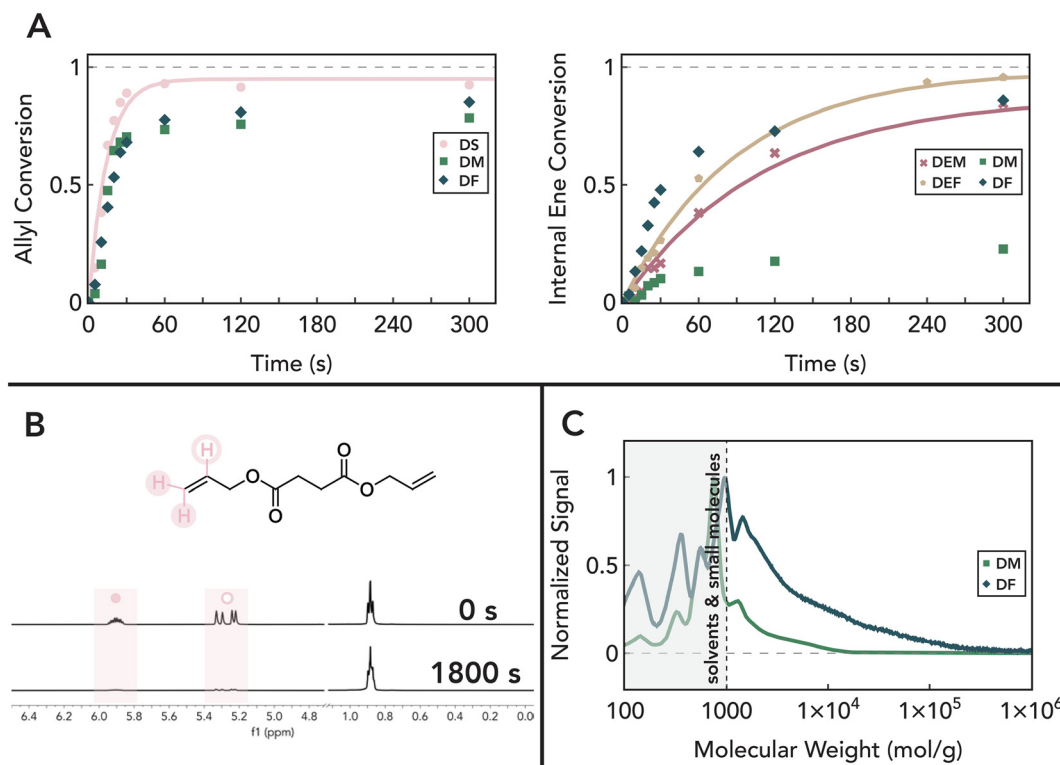 A
Allyl Conversion
1
0.5
0
0 60 120 180 240 300
Time (s)
DS
DM
DF
Internal Ene Conversion
1
0.5
0
0 60 120 180 240 300
Time (s)
DEM DM
DEF DF
B
H
H
H
O
O
O
O
0 s
1800 s
6.4 6.2 6.0 5.8 5.6 5.4 5.2 5.0 4.8 1.0 0.8 0.6 0.4 0.2 0.0
f1 (ppm)
C
Normalized Signal
1
0.5
0
solvents & small molecules
DM
DF
100 1000 1×10⁴ 1×10⁵ 1×10⁶
Molecular Weight (mol/g)